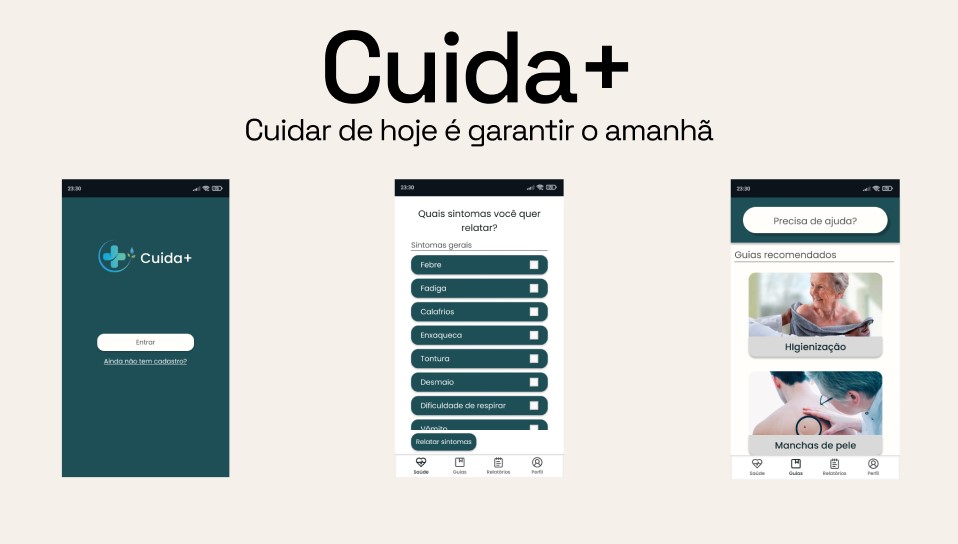 Cuida+
Cuidar de hoje é garantir o amanhã
23:30
Cuida+
Entrar
Ainda não tem cadastro?
23:30
Quais sintomas você quer
relatar?
Sintomas gerais
Febre
Fadiga
Calafrios
Enxaqueca
Tontura
Desmaio
Dificuldade de respirar
Vômito
Relatar sintomas
Saúde Guias Relatórios Perfil
23:30
Precisa de ajuda?
Guias recomendados
HIgienização
Manchas de pele
Saúde Guias Relatórios Perfil